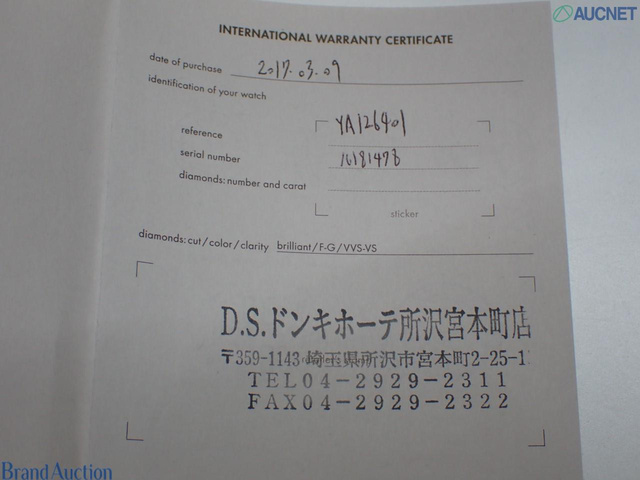 AUCNET
INTERNATIONAL WARRANTY CERTIFICATE
date of purchase 2017.03.09
identification of your watch
reference YA126401
serial number 16181478
diamonds: number and carat
sticker
diamonds: cut/color/clarity brilliant/F-G/VVS-VS
D.S.ドンキホーテ所沢宮本町店
〒359-1143 埼玉県所沢市宮本町2-25-1
TEL04-2929-2311
FAX04-2929-2322
Brand Auction